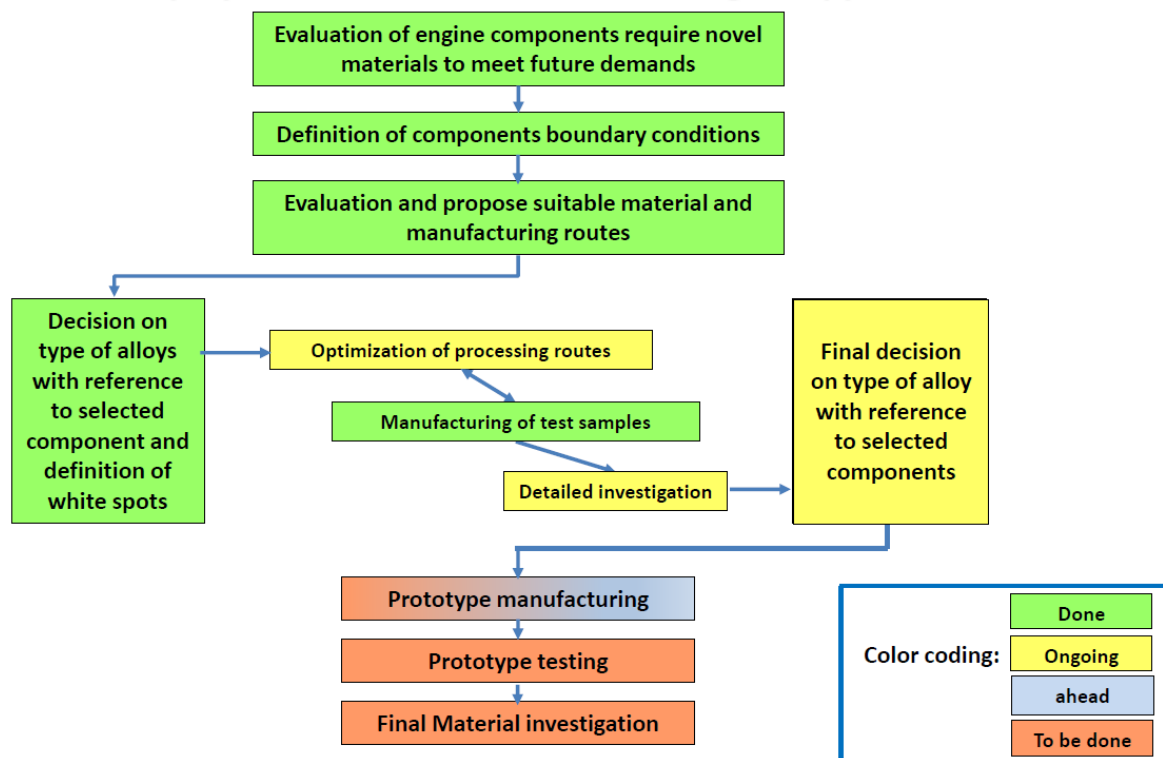 Evaluation of engine components require novel
materials to meet future demands
Definition of components boundary conditions
Evaluation and propose suitable material and
manufacturing routes
Decision on
type of alloys
with reference
to selected
component and
definition of
white spots
Optimization of processing routes
Manufacturing of test samples
Detailed investigation
Final decision
on type of alloy
with reference
to selected
components
Prototype manufacturing
Prototype testing
Final Material investigation
Color coding:
Done
Ongoing
ahead
To be done